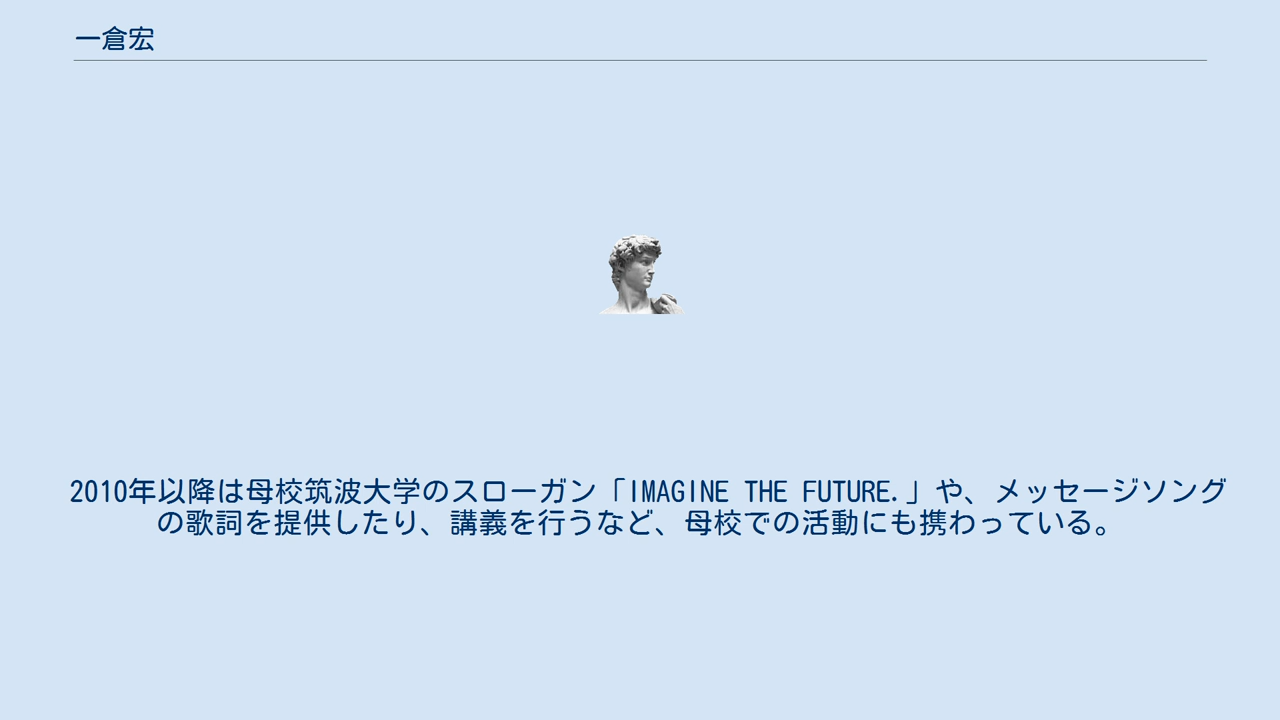 一倉宏
2010年以降は母校筑波大学のスローガン「IMAGINE THE FUTURE.」や、メッセージソング
の歌詞を提供したり、講義を行うなど、母校での活動にも携わっている。